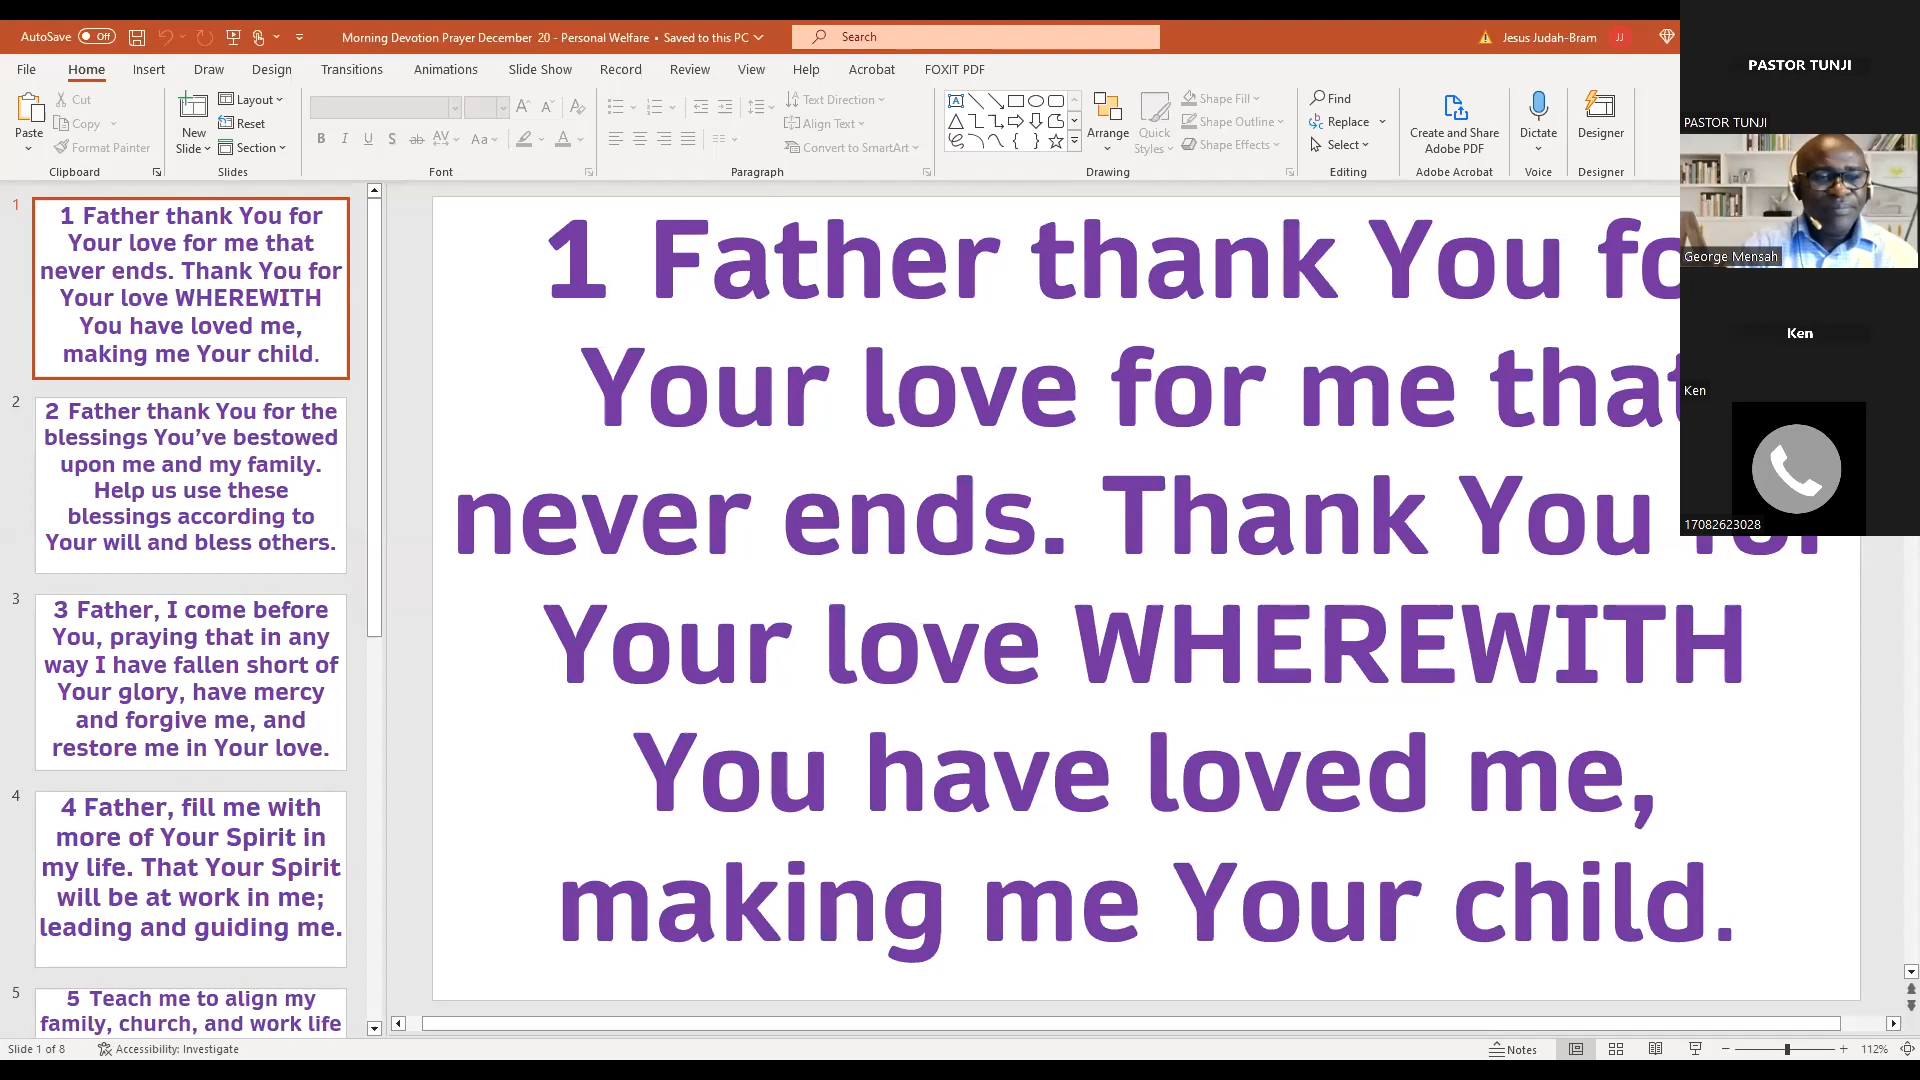 AutoSave Off
Morning Devotion Prayer December 20 - Personal Welfare • Saved to this PC
Search
Jesus Judah-Bram JJ
File Home Insert Draw Design Transitions Animations Slide Show Record Review View Help Acrobat FOXIT PDF
Paste
Cut
Copy
Format Painter
Clipboard
New Slide
Layout
Reset
Section
Slides
B I U S ab AV Aa A
Font
Text Direction
Align Text
Convert to SmartArt
Paragraph
Arrange
Quick Styles
Shape Fill
Shape Outline
Shape Effects
Drawing
Find
Replace
Select
Editing
Create and Share
Adobe PDF
Adobe Acrobat
Dictate
Voice
Designer
Designer
1
1 Father thank You for
Your love for me that
never ends. Thank You for
Your love WHEREWITH
You have loved me,
making me Your child.
2
2 Father thank You for the
blessings You’ve bestowed
upon me and my family.
Help us use these
blessings according to
Your will and bless others.
3
3 Father, I come before
You, praying that in any
way I have fallen short of
Your glory, have mercy
and forgive me, and
restore me in Your love.
4
4 Father, fill me with
more of Your Spirit in
my life. That Your Spirit
will be at work in me;
leading and guiding me.
5
5 Teach me to align my
family, church, and work life
1 Father thank You fo
Your love for me that
never ends. Thank You for
Your love WHEREWITH
You have loved me,
making me Your child.
PASTOR TUNJI
PASTOR TUNJI
George Mensah
Ken
Ken
17082623028
Slide 1 of 8
Accessibility: Investigate
Notes
112%